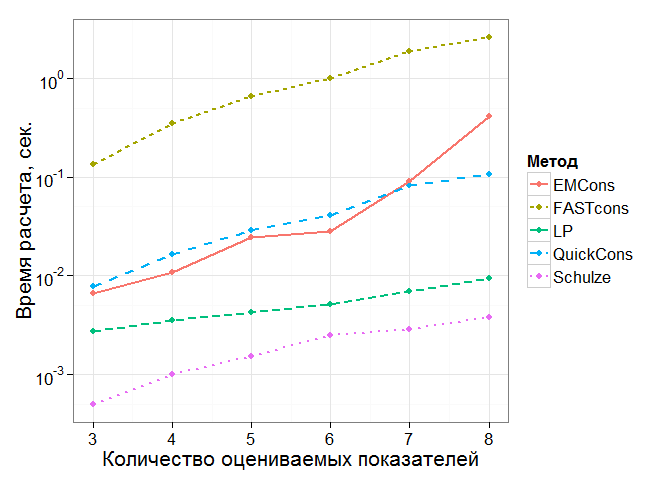 Время расчета, сек.
10^0
10^-1
10^-2
10^-3
3 4 5 6 7 8
Количество оцениваемых показателей
Метод
EMCons
FASTcons
LP
QuickCons
Schulze